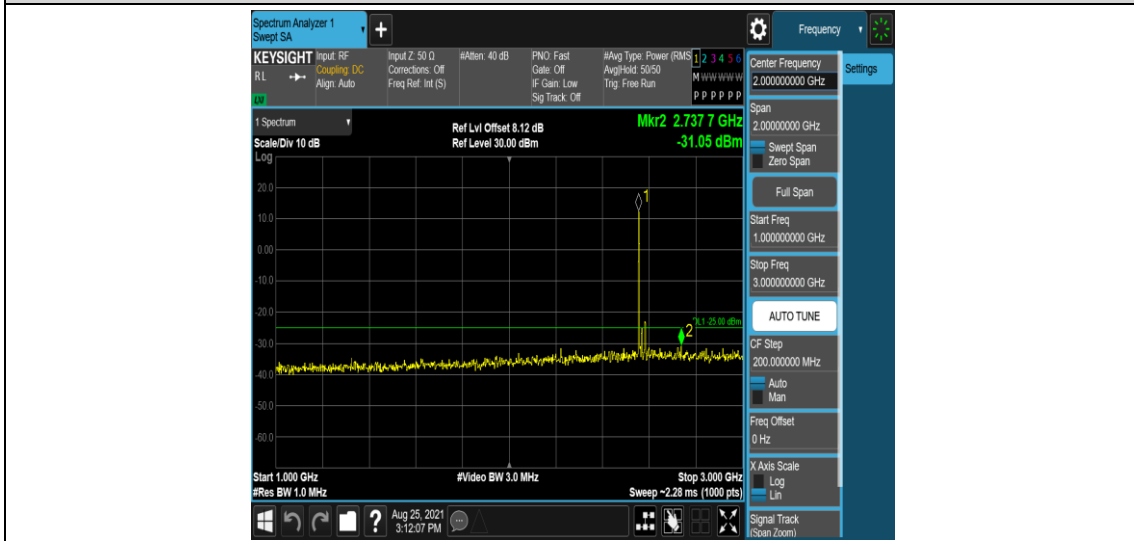 Spectrum Analyzer 1
Swept SA
+
Frequency
KEYSIGHT
RL
Input: RF
Coupling: DC
Align: Auto
Input Z: 50 Ω
Corrections: Off
Freq Ref: Int (S)
#Atten: 40 dB
PNO: Fast
Gate: Off
IF Gain: Low
Sig Track: Off
#Avg Type: Power (RMS
Avg|Hold: 50/50
Trig: Free Run
1 2 3 4 5 6
M W W W W W
P P P P P P
1 Spectrum
Scale/Div 10 dB
Log
Ref Lvl Offset 8.12 dB
Ref Level 30.00 dBm
Mkr2 2.737 7 GHz
-31.05 dBm
20.0
10.0
0.00
-10.0
-20.0
-30.0
-40.0
-50.0
-60.0
1
2
DL1 -25.00 dBm
Start 1.000 GHz
#Res BW 1.0 MHz
#Video BW 3.0 MHz
Stop 3.000 GHz
Sweep ~2.28 ms (1000 pts)
Center Frequency
2.000000000 GHz
Span
2.00000000 GHz
Swept Span
Zero Span
Full Span
Start Freq
1.000000000 GHz
Stop Freq
3.000000000 GHz
AUTO TUNE
CF Step
200.000000 MHz
Auto
Man
Freq Offset
0 Hz
X Axis Scale
Log
Lin
Signal Track
(Span Zoom)
Settings
?
Aug 25, 2021
3:12:07 PM